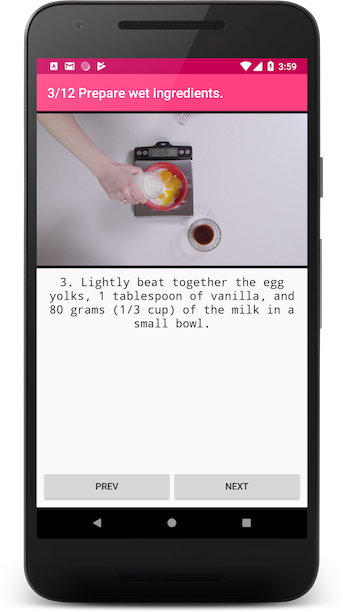 3:59
3/12 Prepare wet ingredients.
3. Lightly beat together the egg
yolks, 1 tablespoon of vanilla, and
80 grams (1/3 cup) of the milk in a
small bowl.
PREV
NEXT